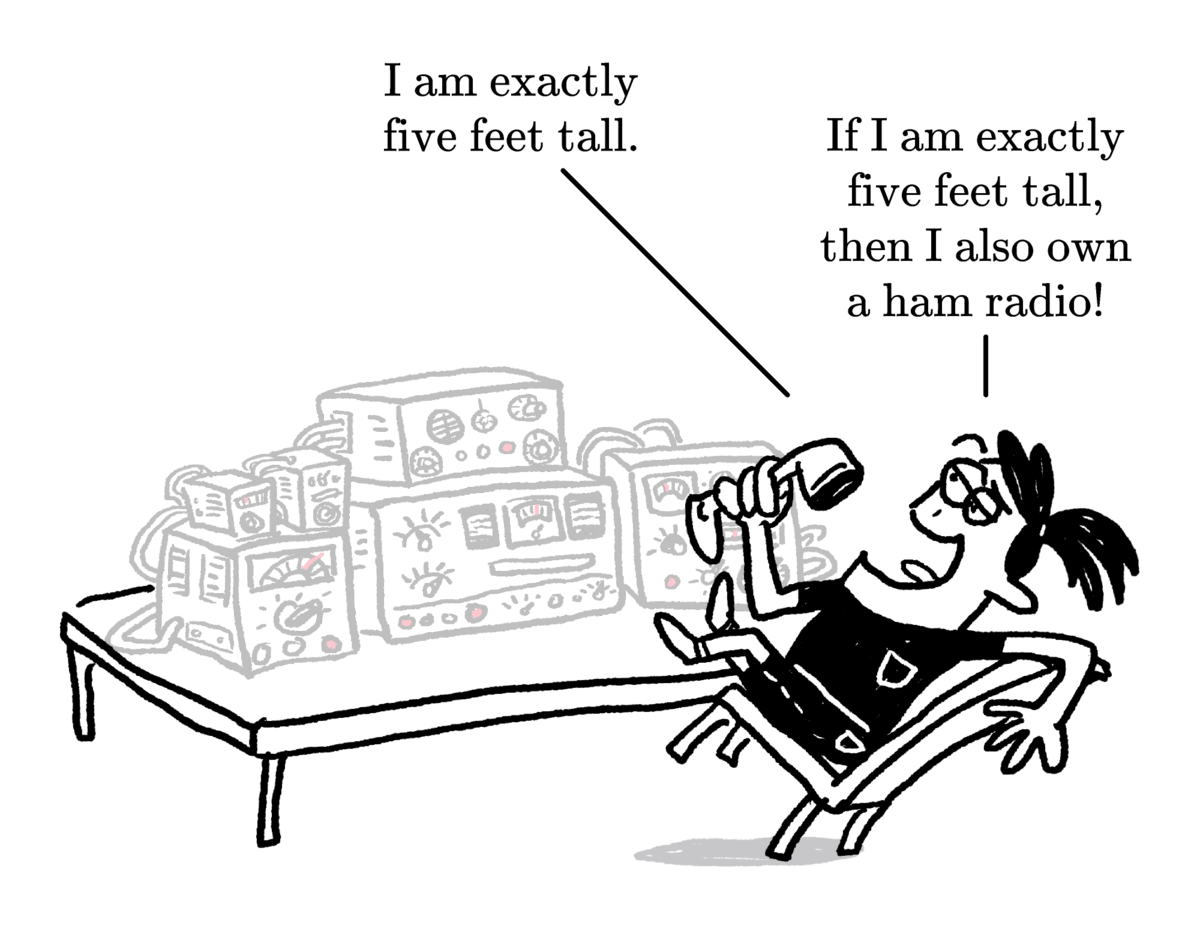 I am exactly
five feet tall.
If I am exactly
five feet tall,
then I also own
a ham radio!